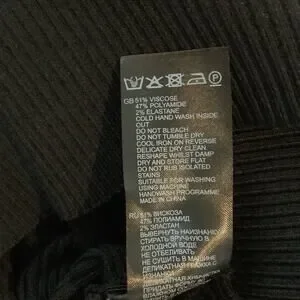 GB 51% VISCOSE
47% POLYAMIDE
2% ELASTANE
COLD HAND WASH INSIDE
OUT
DO NOT BLEACH
DO NOT TUMBLE DRY
COOL IRON ON REVERSE
DELICATE DRY CLEAN
RESHAPE WHILST DAMP
DRY AND STORE FLAT
DO NOT RUB ISOLATED
STAINS
SUITABLE FOR WASHING
USING MACHINE
HANDWASH PROGRAMME
MADE IN CHINA
RU 51% ВИСКОЗА
47% ПОЛИАМИД
2% ЭЛАСТАН
ВЫВЕРНУТЬ НАИЗНАНКУ
СТИРАТЬ ВРУЧНУЮ В
ХОЛОДНОЙ ВОДЕ
НЕ ОТБЕЛИВАТЬ
НЕ СУШИТЬ В МАШИНЕ
ИЗНАНКИ
ДЕЛИКАТНАЯ